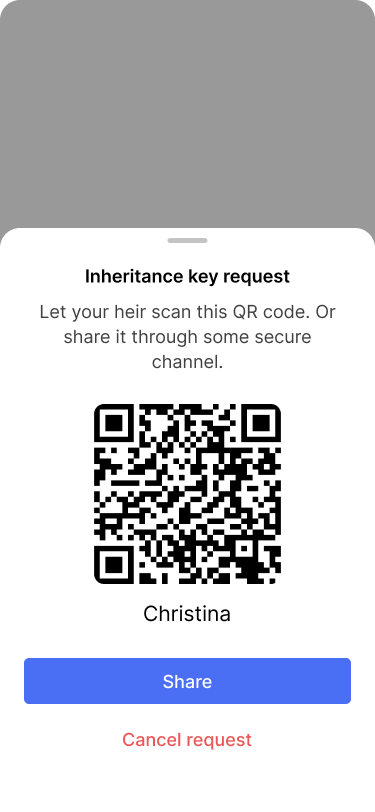 Inheritance key request
Let your heir scan this QR code. Or
share it through some secure
channel.
Christina
Share
Cancel request